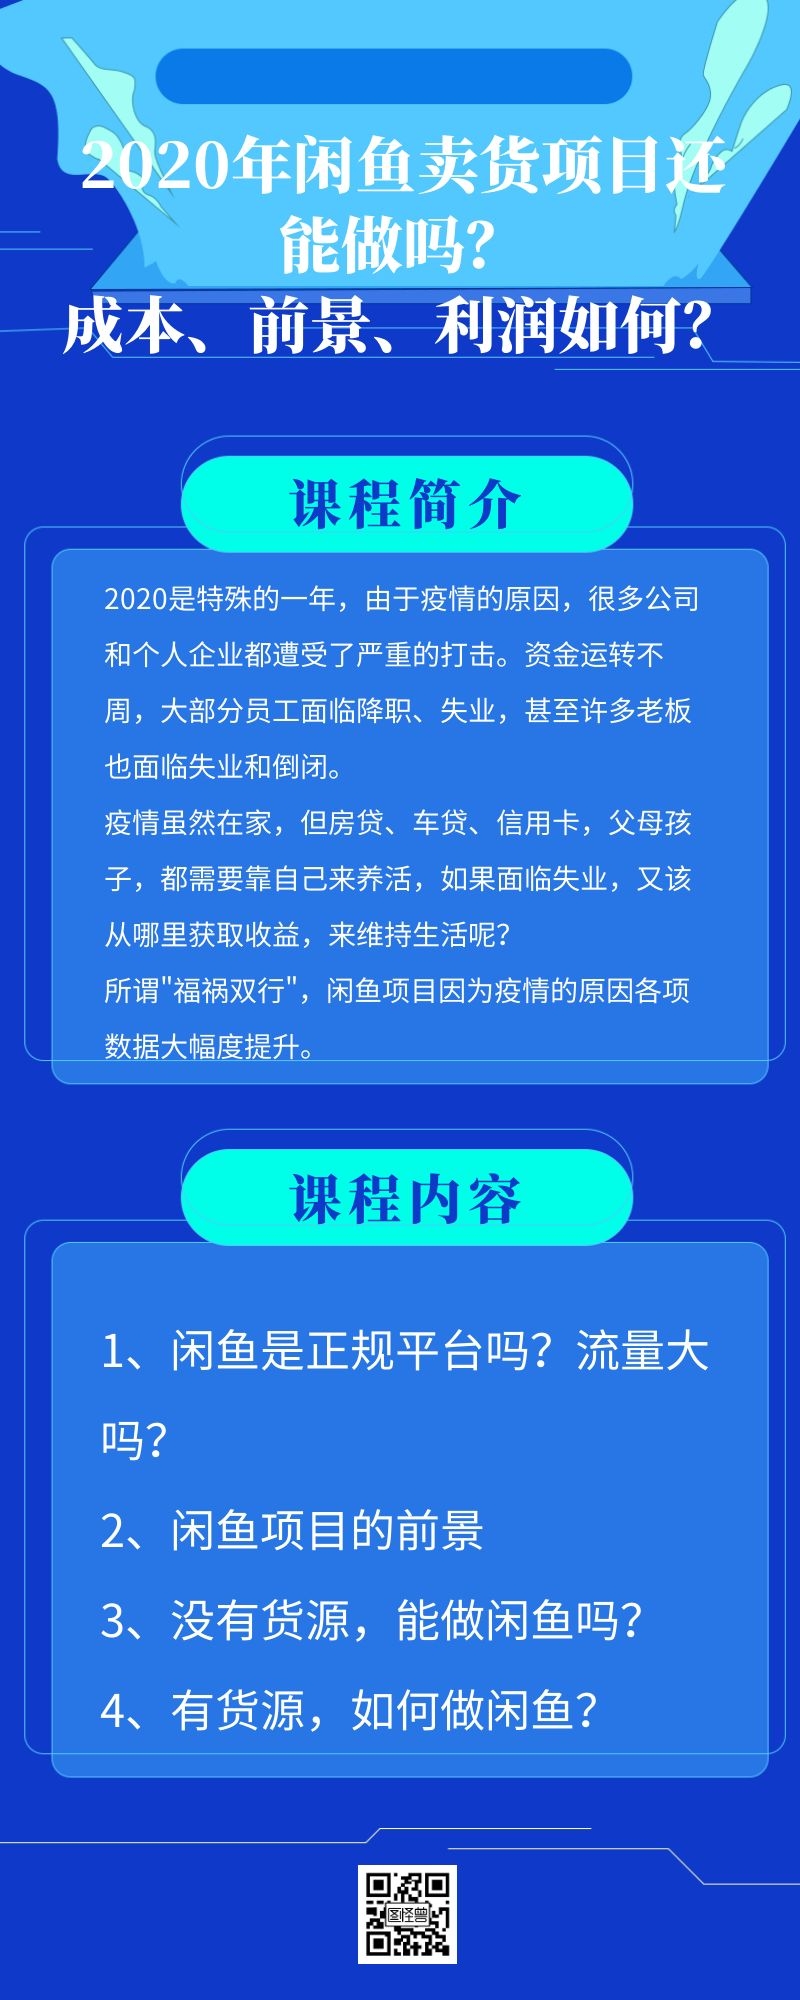 2020年闲鱼卖货项目还
能做吗？
成本、前景、利润如何？
课程简介
2020是特殊的一年，由于疫情的原因，很多公司
和个人企业都遭受了严重的打击。资金运转不
周，大部分员工面临降职、失业，甚至许多老板
也面临失业和倒闭。
疫情虽然在家，但房贷、车贷、信用卡，父母孩
子，都需要靠自己来养活，如果面临失业，又该
从哪里获取收益，来维持生活呢？
所谓"福祸双行"，闲鱼项目因为疫情的原因各项
数据大幅度提升。
课程内容
1、闲鱼是正规平台吗？流量大
吗？
2、闲鱼项目的前景
3、没有货源，能做闲鱼吗？
4、有货源，如何做闲鱼？
图怪兽